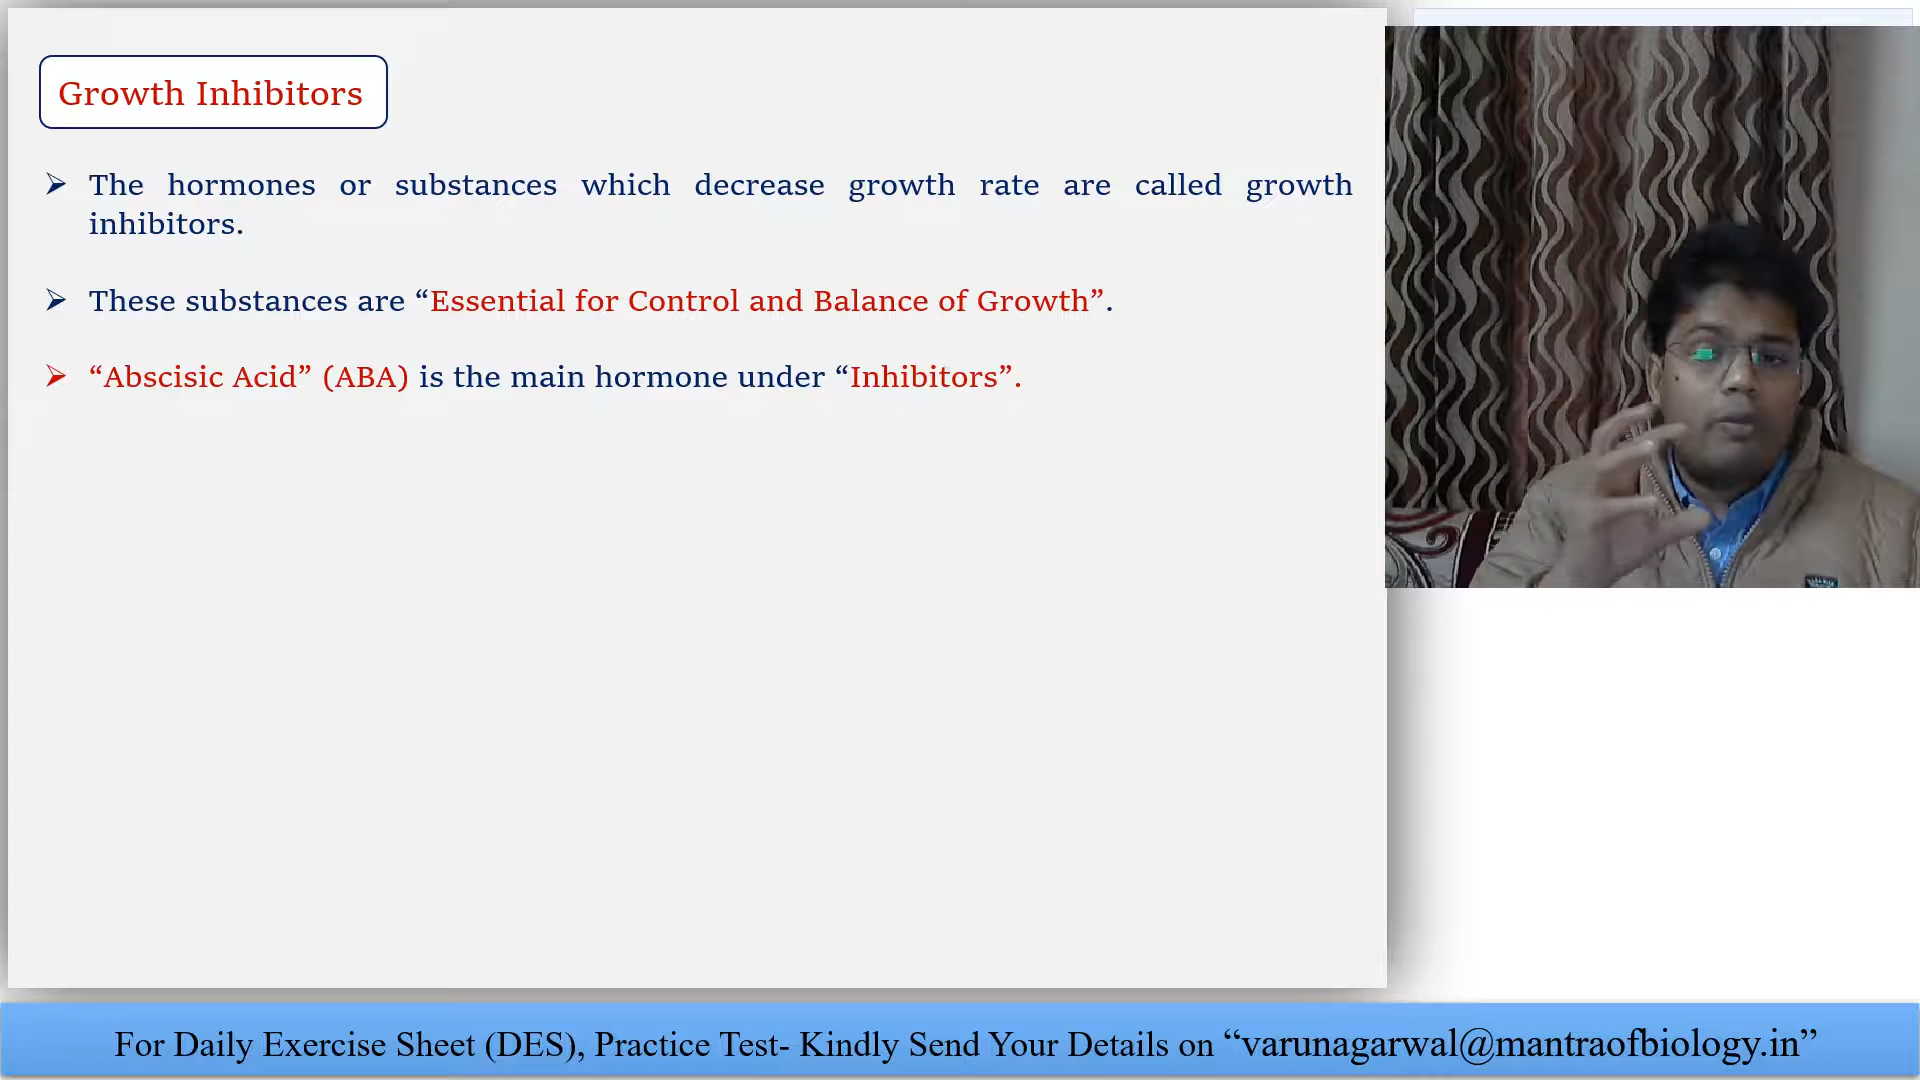 Growth Inhibitors
➢ The hormones or substances which decrease growth rate are called growth
inhibitors.
➢ These substances are “Essential for Control and Balance of Growth”.
➢ “Abscisic Acid” (ABA) is the main hormone under “Inhibitors”.
For Daily Exercise Sheet (DES), Practice Test- Kindly Send Your Details on “varunagarwal@mantraofbiology.in”